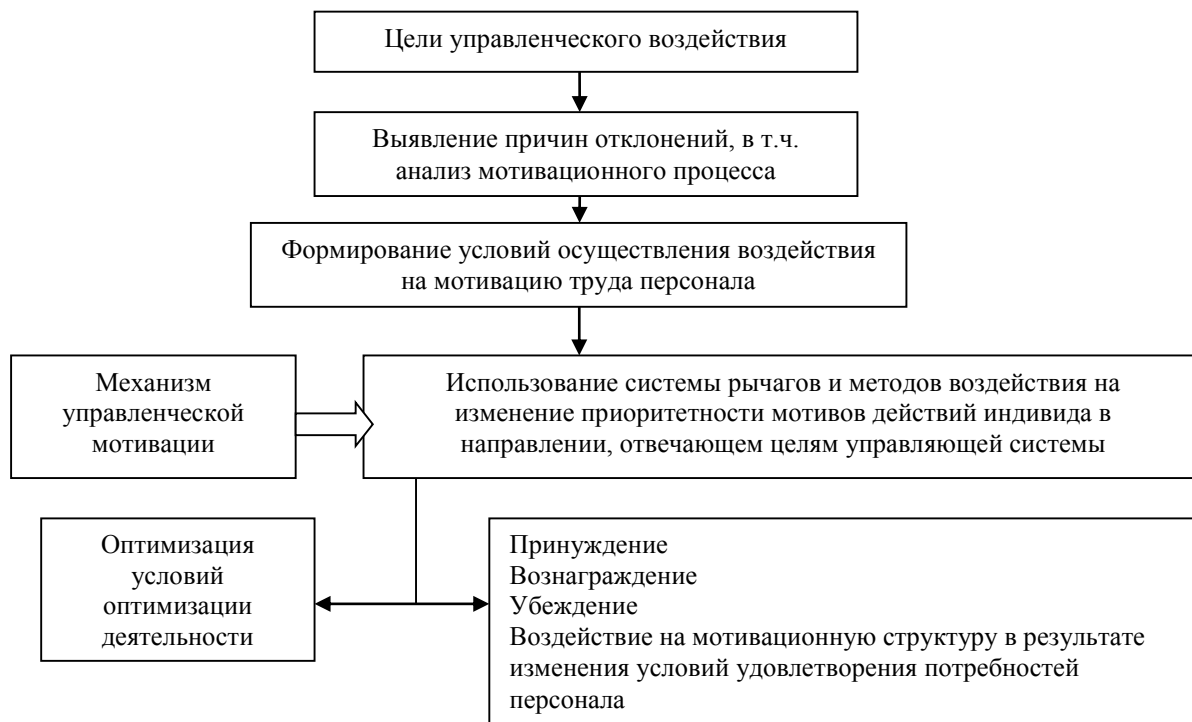 Цели управленческого воздействия
Выявление причин отклонений, в т.ч.
анализ мотивационного процесса
Формирование условий осуществления воздействия
на мотивацию труда персонала
Механизм
управленческой
мотивации
Использование системы рычагов и методов воздействия на
изменение приоритетности мотивов действий индивида в
направлении, отвечающем целям управляющей системы
Оптимизация
условий
оптимизации
деятельности
Принуждение
Вознаграждение
Убеждение
Воздействие на мотивационную структуру в результате
изменения условий удовлетворения потребностей
персонала